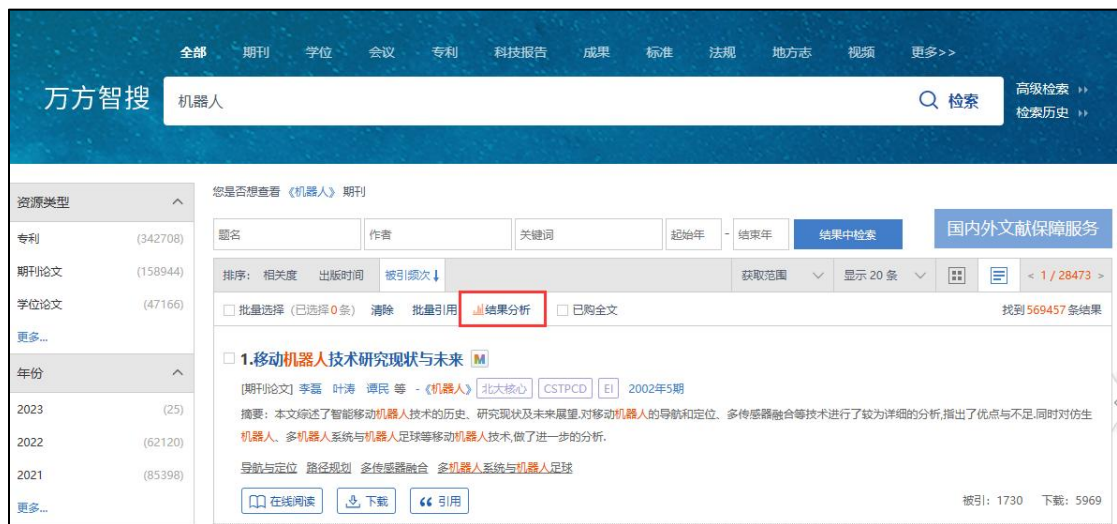 全部 期刊 学位 会议 专利 科技报告 成果 标准 法规 地方志 视频 更多>>
万方智搜 机器人 检索 高级检索
检索历史
资源类型
专利 (342708)
期刊论文 (158944)
学位论文 (47166)
更多...
年份
2023 (25)
2022 (62120)
2021 (85398)
更多...
您是否想查看《机器人》期刊
题名 作者 关键词 起始年 - 结束年 结果中检索 国内外文献保障服务
排序: 相关度 出版时间 被引频次↓ 获取范围 显示 20 条 < 1 / 28473 >
批量选择 (已选择0条) 清除 批量引用 结果分析 已购全文 找到569457条结果
1.移动机器人技术研究现状与未来 M
[期刊论文] 李磊 叶涛 谭民 等 -《机器人》 北大核心 CSTPCD EI 2002年5期
摘要：本文综述了智能移动机器人技术的历史、研究现状及未来展望.对移动机器人的导航和定位、多传感器融合等技术进行了较为详细的分析,指出了优点与不足.同时对仿生
机器人、多机器人系统与机器人足球等移动机器人技术,做了进一步的分析.
导航与定位 路径规划 多传感器融合 多机器人系统与机器人足球
在线阅读 下载 引用 被引: 1730 下载: 5969